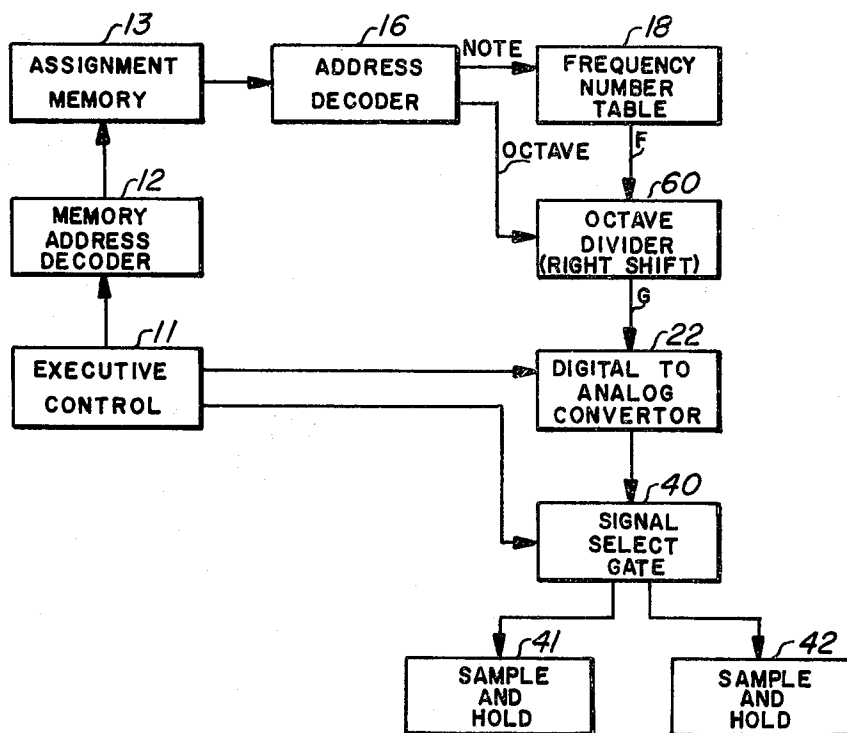 13
ASSIGNMENT
MEMORY
16
ADDRESS
DECODER
NOTE
OCTAVE
18
FREQUENCY
NUMBER
TABLE
F
12
MEMORY
ADDRESS
DECODER
60
OCTAVE
DIVIDER
(RIGHT SHIFT)
G
11
EXECUTIVE
CONTROL
22
DIGITAL TO
ANALOG
CONVERTOR
40
SIGNAL
SELECT
GATE
41
SAMPLE
AND
HOLD
42
SAMPLE
AND
HOLD